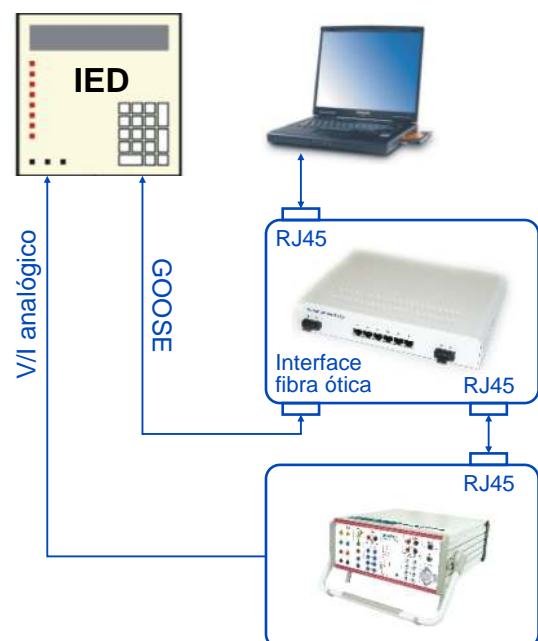 IED
RJ45
V/I analógico
GOOSE
Interface
fibra ótica
RJ45
RJ45